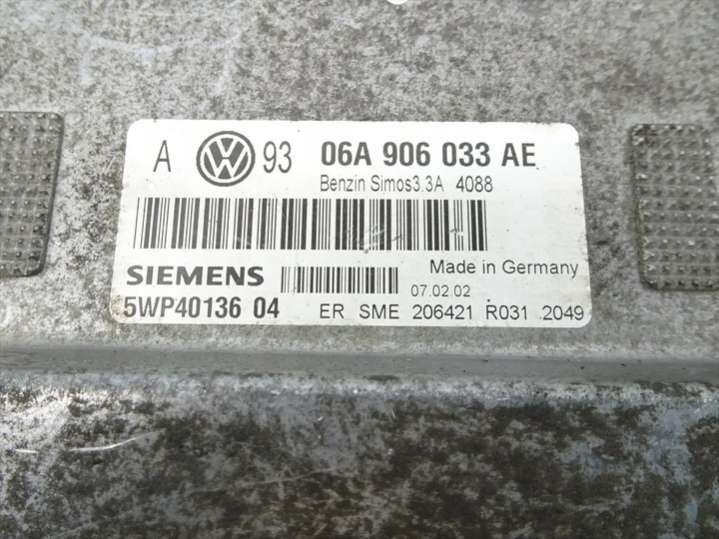 A VW 93 06A 906 033 AE
Benzin Simos3.3A 4088
SIEMENS Made in Germany
07.02.02
5WP40136 04 ER SME 206421 R031 2049